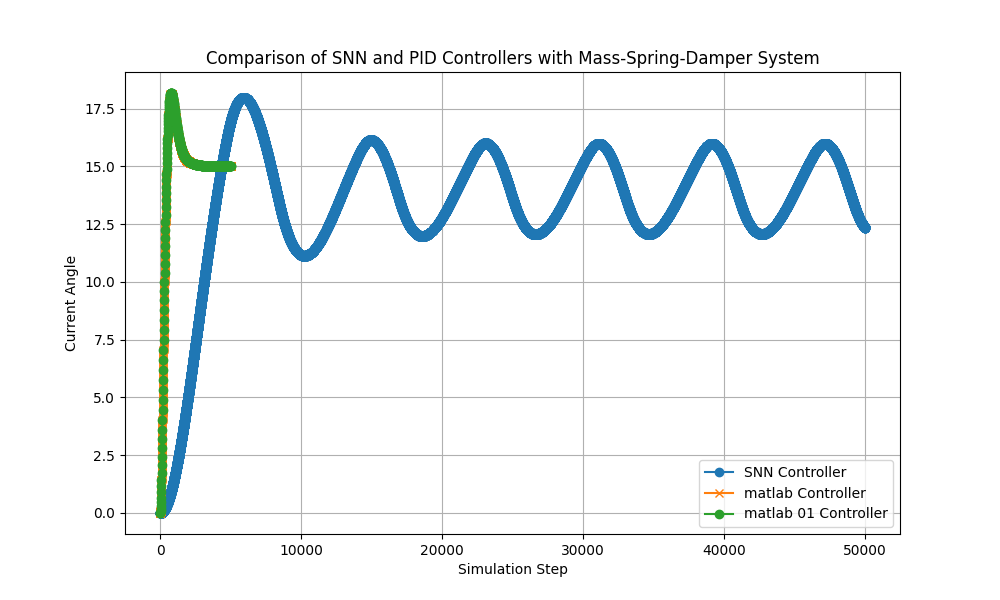 Comparison of SNN and PID Controllers with Mass-Spring-Damper System
17.5
15.0
12.5
10.0
7.5
5.0
2.5
0.0
Current Angle
SNN Controller
matlab Controller
matlab 01 Controller
0 10000 20000 30000 40000 50000
Simulation Step